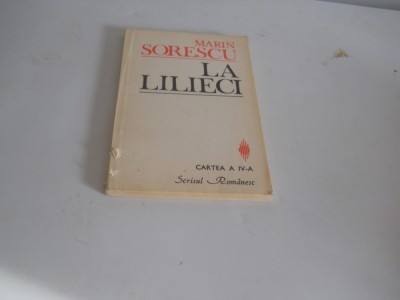 MARIN
SORESCU
LA
LILIECI
CARTEA A IV-A
Scrisul Românesc